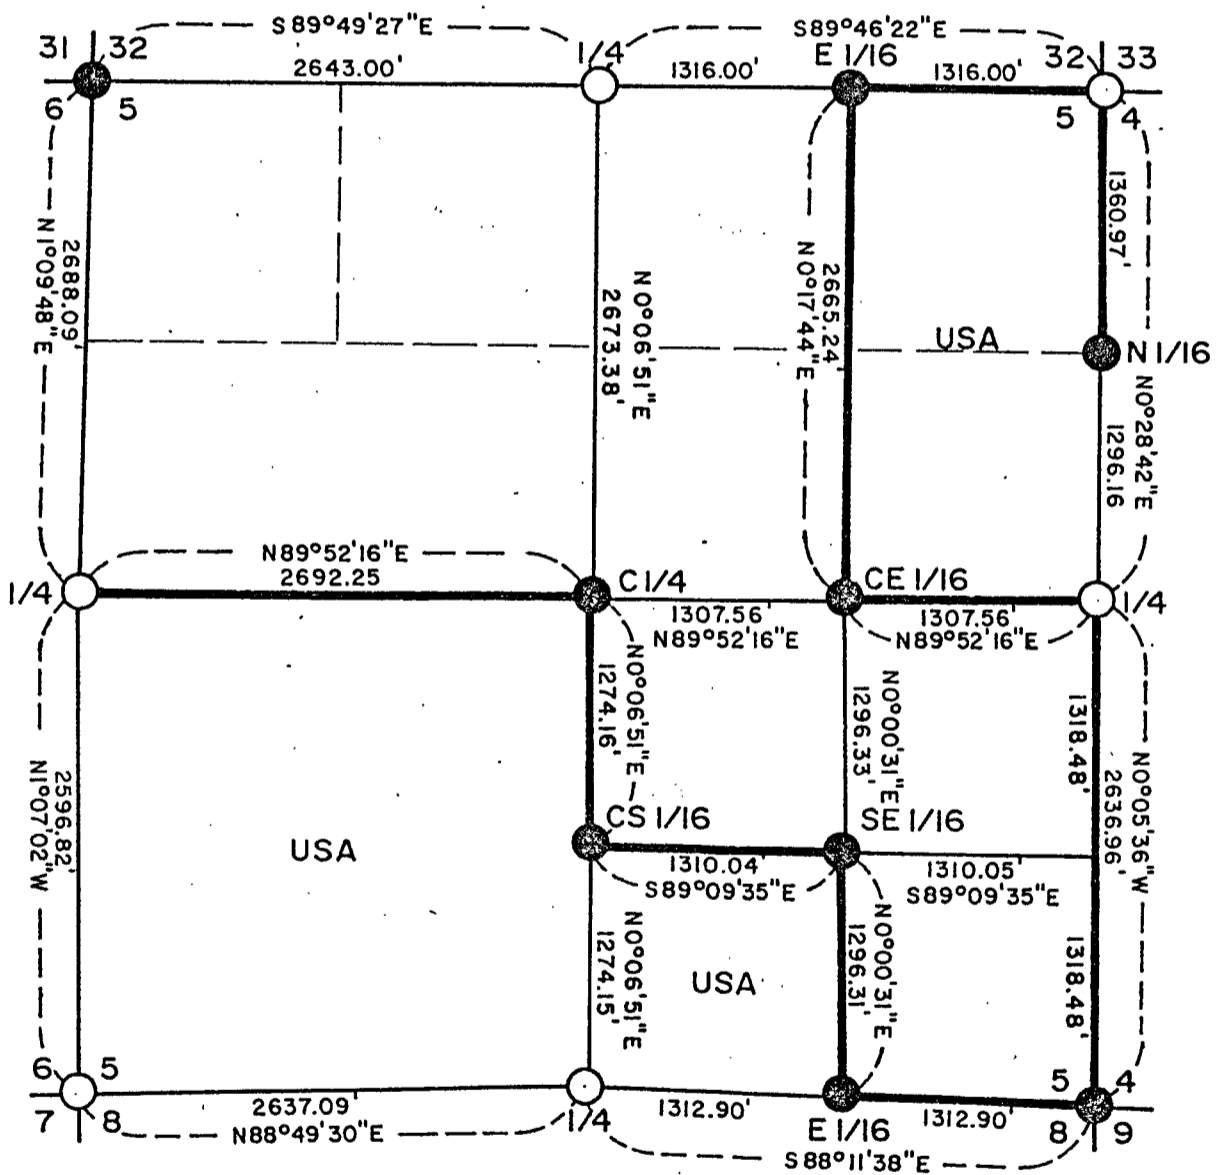 S89°49'27"E
S89°46'22"E
31 32
1/4
E 1/16
32 33
2643.00'
1316.00'
1316.00'
6 5
5 4
1360.97'
N1°09'48"E
2688.09'
N0°06'51"E
2673.38'
N0°17'44"E
2665.24'
USA
N 1/16
N0°28'42"E
1296.16
N89°52'16"E
2692.25
1/4
C 1/4
CE 1/16
1/4
1307.56'
N89°52'16"E
1307.56'
N89°52'16"E
N0°06'51"E
1274.16'
N0°00'31"E
1296.33'
1318.48'
N0°05'36"W
2636.96'
N1°07'02"W
2596.82'
CS 1/16
SE 1/16
USA
1310.04'
S89°09'35"E
1310.05'
S89°09'35"E
N0°06'51"E
1274.15'
USA
N0°00'31"E
1296.31'
1318.48'
6 5
5 4
7 8
2637.09'
1/4
1312.90'
E 1/16
1312.90'
8 9
N88°49'30"E
S88°11'38"E